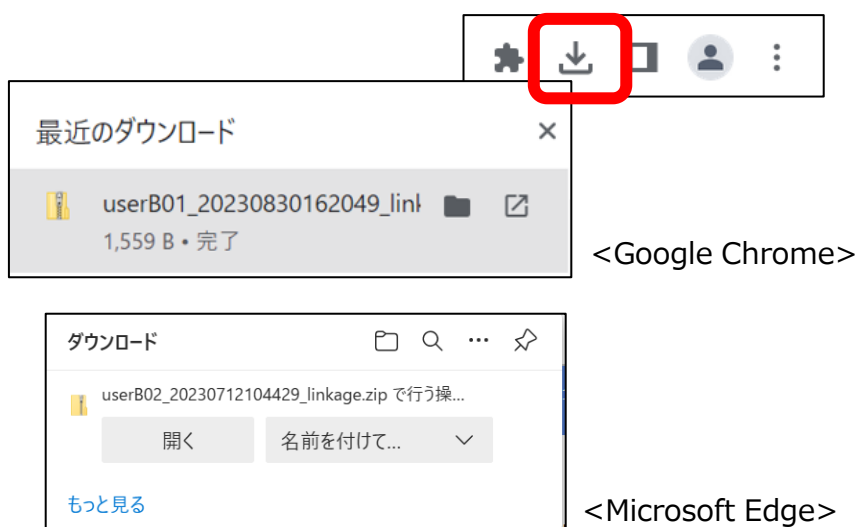 最近のダウンロード
userB01_20230830162049_link
1,559 B • 完了
<Google Chrome>
ダウンロード
userB02_20230712104429_linkage.zip で行う操...
開く
名前を付けて...
もっと見る
<Microsoft Edge>